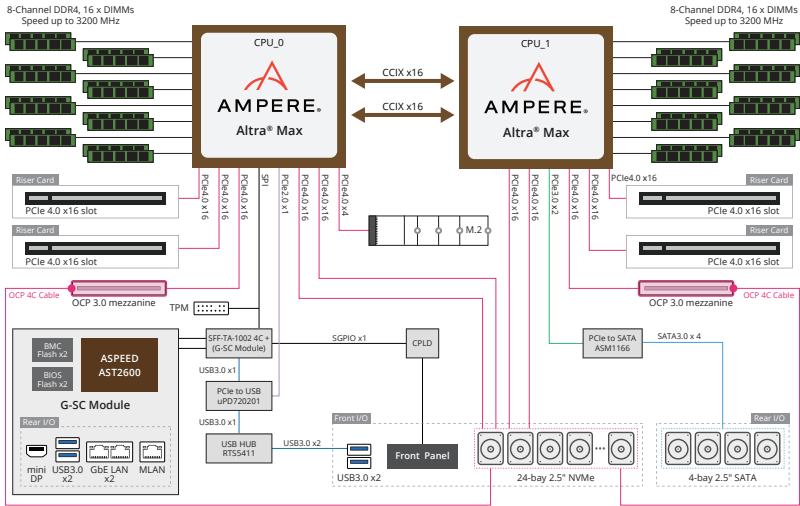 8-Channel DDR4, 16 x DIMMs
Speed up to 3200 MHz
8-Channel DDR4, 16 x DIMMs
Speed up to 3200 MHz
CPU_0
AMPERE®
Altra® Max
CCIX x16
CCIX x16
CPU_1
AMPERE®
Altra® Max
PCIe4.0 x16
PCIe4.0 x16
PCIe4.0 x16
SPI
PCIe2.0 x1
PCIe4.0 x16
PCIe4.0 x16
PCIe4.0 x4
PCIe4.0 x16
PCIe4.0 x16
PCIe3.0 x2
PCIe4.0 x16
PCIe4.0 x16
PCIe4.0 x16
Riser Card
PCIe 4.0 x16 slot
Riser Card
PCIe 4.0 x16 slot
Riser Card
PCIe 4.0 x16 slot
Riser Card
PCIe 4.0 x16 slot
M.2
OCP 4C Cable
OCP 3.0 mezzanine
OCP 3.0 mezzanine
OCP 4C Cable
TPM
BMC
Flash x2
BIOS
Flash x2
ASPEED
AST2600
G-SC Module
Rear I/O
mini
DP
USB3.0
x2
GbE LAN
x2
MLAN
SFF-TA-1002 4C +
(G-SC Module)
SGPIO x1
CPLD
USB3.0 x1
PCIe to USB
uPD720201
USB3.0 x1
USB HUB
RTS5411
USB3.0 x2
PCIe to SATA
ASM1166
SATA3.0 x 4
Front I/O
USB3.0 x2
Front Panel
24-bay 2.5" NVMe
Rear I/O
4-bay 2.5" SATA